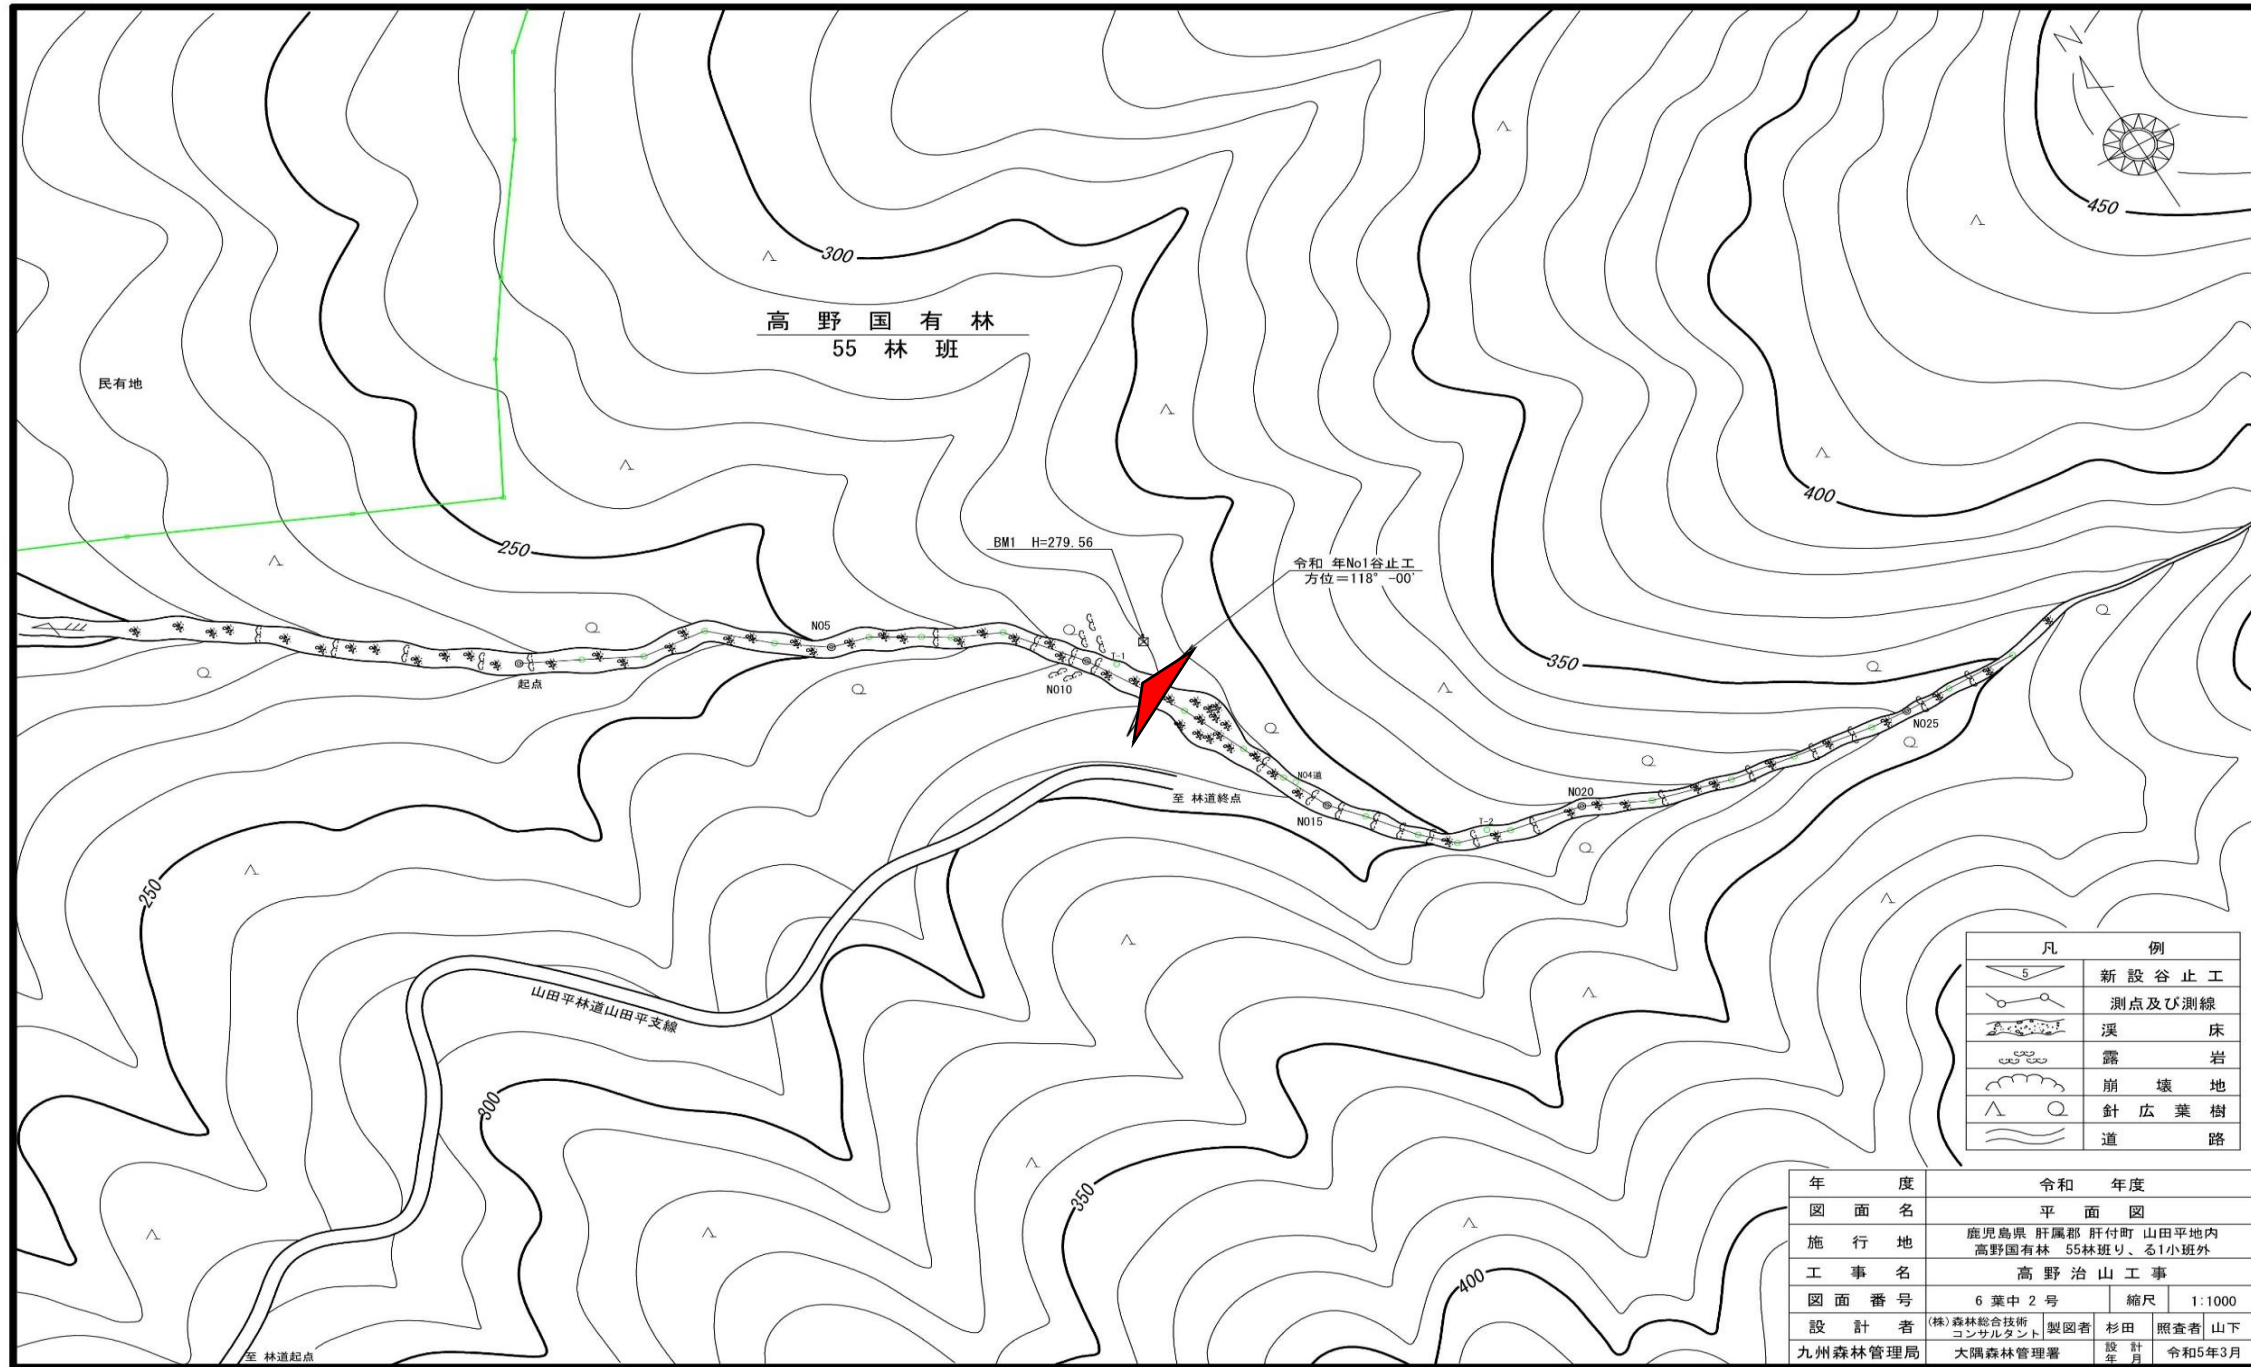 N
450
300
高野国有林
55 林班
民有地
400
250
BM1 H=279.56
令和 年No1谷止工
方位=118°-00'
NO5
起点
T-1
NO10
350
NO25
NO4道
至 林道終点
NO20
T-2
NO15
250
山田平林道山田平支線
300
350
400
至 林道起点
凡例
5 新設谷止工
測点及び測線
渓床
露岩
崩壊地
針広葉樹
道路
年度 令和 年度
図面名 平面図
施行地 鹿児島県 肝属郡 肝付町 山田平地内
高野国有林 55林班り、る1小班外
工事名 高野治山工事
図面番号 6 葉中 2 号 縮尺 1:1000
設計者 (株)森林総合技術コンサルタント 製図者 杉田 照査者 山下
九州森林管理局 大隅森林管理署 設計年月 令和5年3月